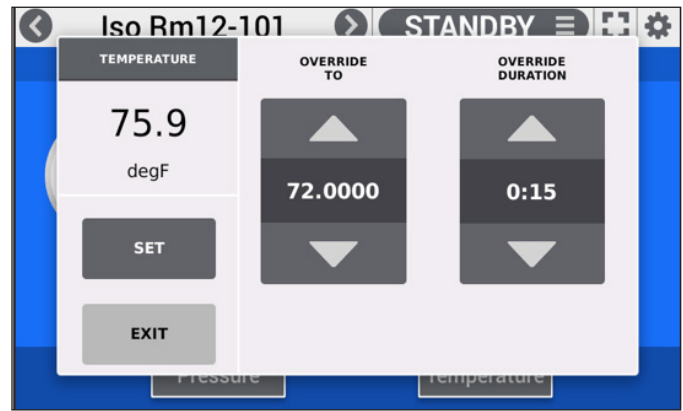 Iso Rm12-101
STANDBY
TEMPERATURE
75.9
degF
OVERRIDE
TO
72.0000
OVERRIDE
DURATION
0:15
SET
EXIT
Pressure
Temperature